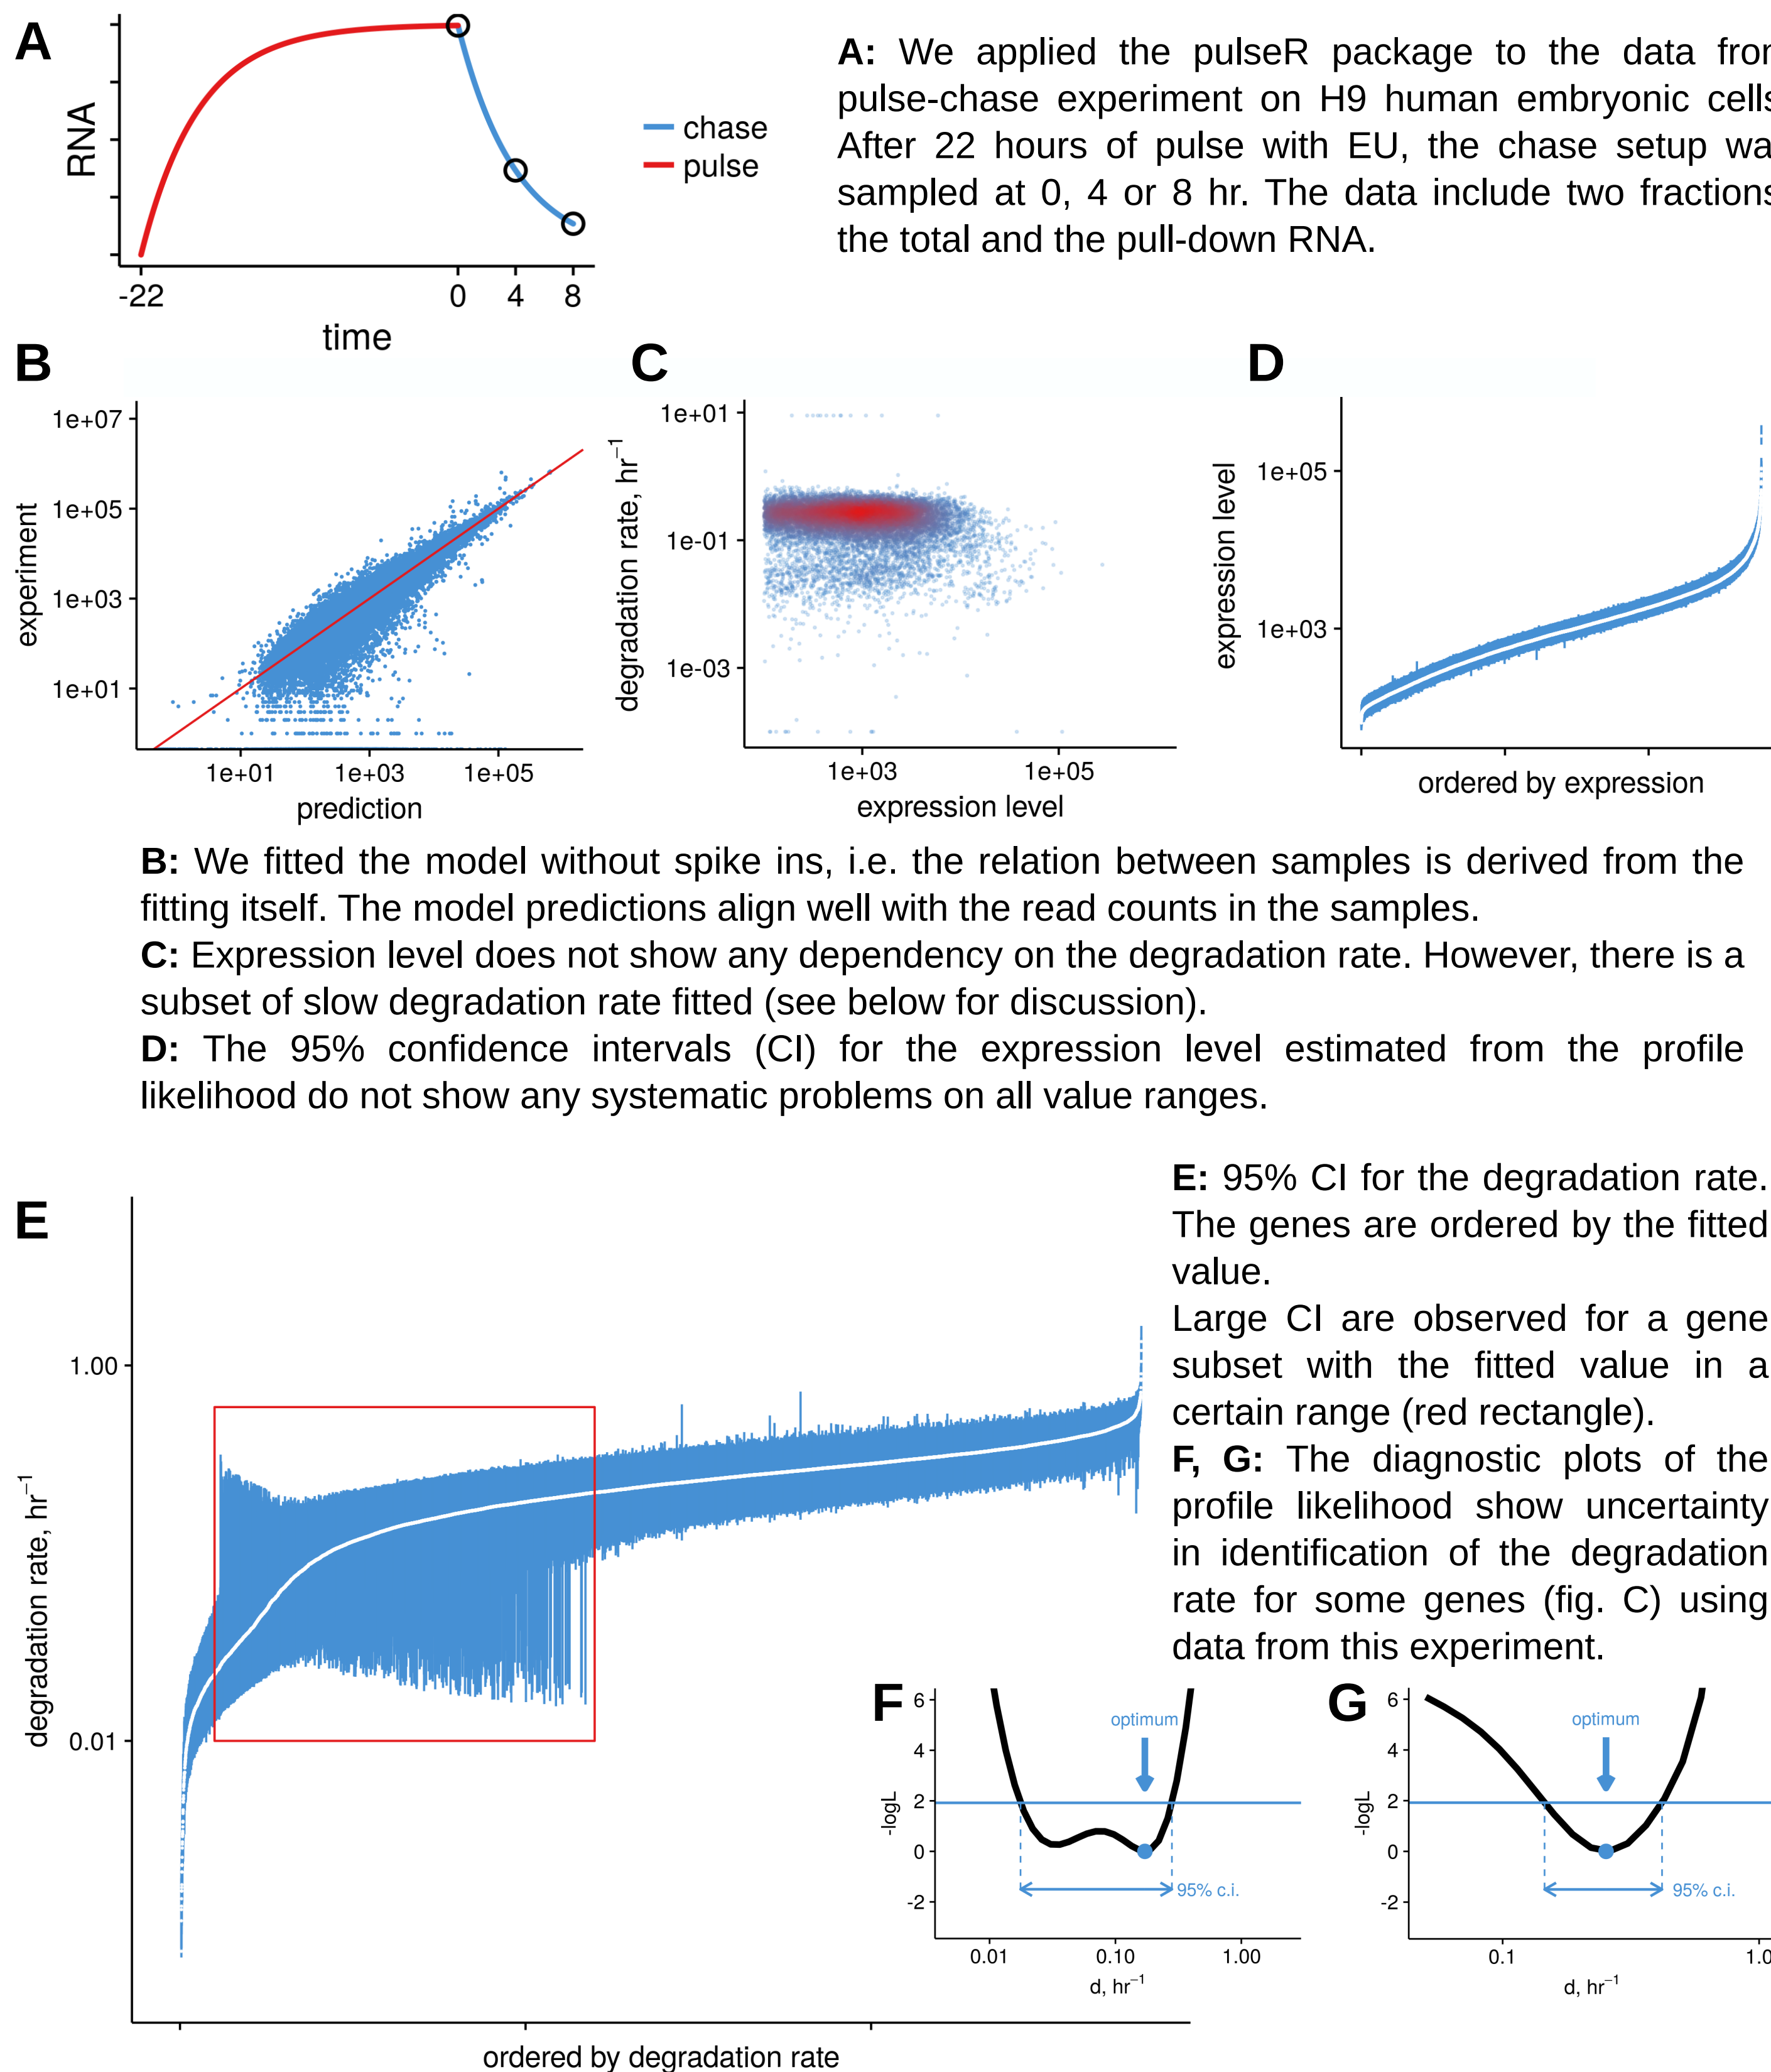 A
RNA
-22
0
4
8
time
chase
pulse
A: We applied the pulseR package to the data from
pulse-chase experiment on H9 human embryonic cells
After 22 hours of pulse with EU, the chase setup wa
sampled at 0, 4 or 8 hr. The data include two fractions
the total and the pull-down RNA.
B
1e+07
1e+05
1e+03
1e+01
experiment
1e+01
1e+03
1e+05
prediction
C
1e+01
1e-01
1e-03
degradation rate, hr⁻¹
1e+03
1e+05
expression level
D
1e+05
1e+03
expression level
ordered by expression
B: We fitted the model without spike ins, i.e. the relation between samples is derived from the
fitting itself. The model predictions align well with the read counts in the samples.
C: Expression level does not show any dependency on the degradation rate. However, there is a
subset of slow degradation rate fitted (see below for discussion).
D: The 95% confidence intervals (CI) for the expression level estimated from the profile
likelihood do not show any systematic problems on all value ranges.
E
1.00
0.01
degradation rate, hr⁻¹
ordered by degradation rate
E: 95% CI for the degradation rate.
The genes are ordered by the fitted
value.
Large CI are observed for a gene
subset with the fitted value in a
certain range (red rectangle).
F, G: The diagnostic plots of the
profile likelihood show uncertainty
in identification of the degradation
rate for some genes (fig. C) using
data from this experiment.
F
6
4
2
0
-2
-logL
optimum
95% c.i.
0.01
0.10
1.00
d, hr⁻¹
G
6
4
2
0
-2
-logL
optimum
95% c.i.
0.1
1.0
d, hr⁻¹